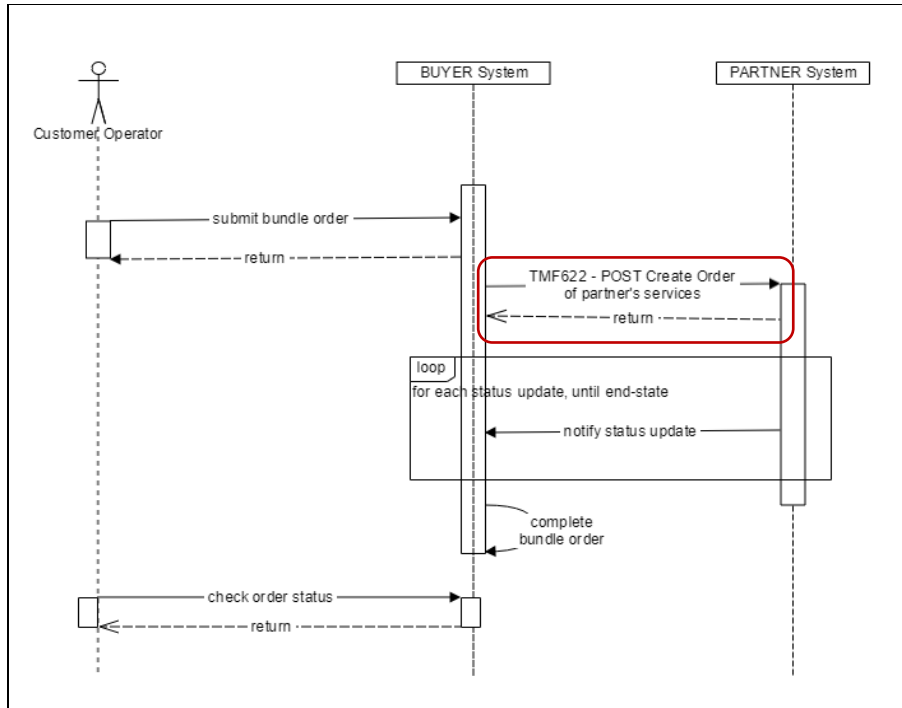 BUYER System
PARTNER System
Customer Operator
submit bundle order
return
TMF622 - POST Create Order
of partner's services
return
loop
for each status update, until end-state
notify status update
complete
bundle order
check order status
return